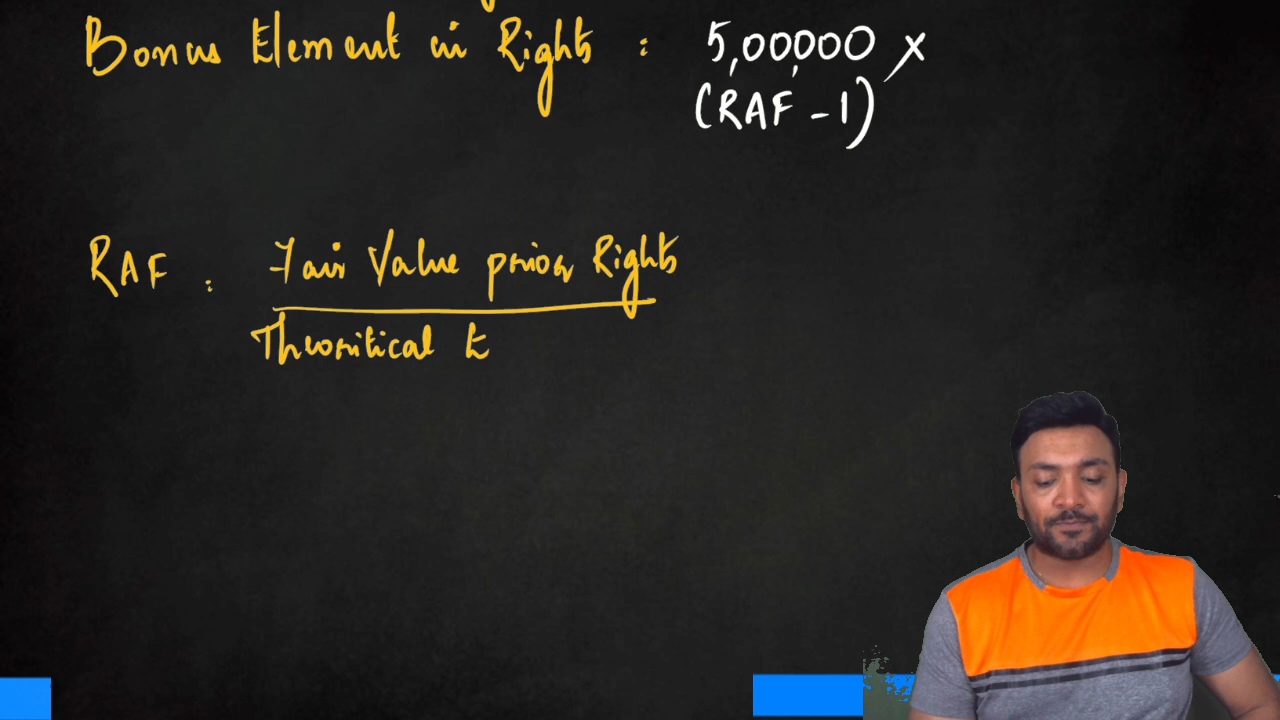 Bonus Element in Rights : 5,00,000 ×
(RAF - 1)
RAF : Fair Value prior Rights
Theoritical E